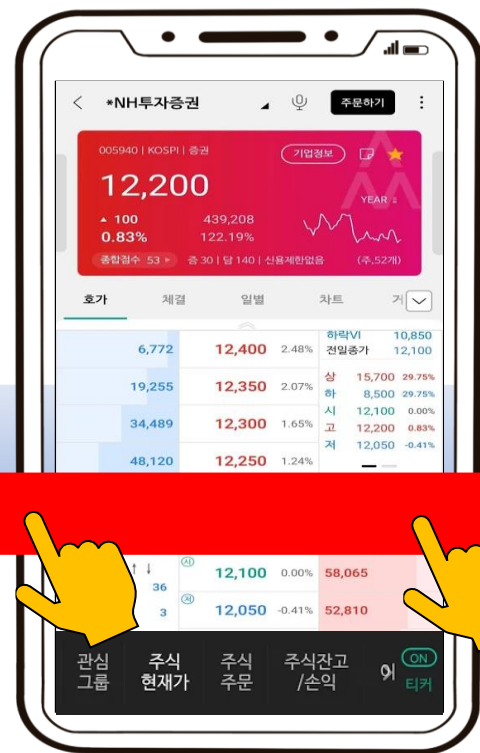 *NH투자증권 주문하기
005940 | KOSPI | 증권 기업정보
12,200
YEAR
▲ 100 439,208
0.83% 122.19%
종합점수 53 ▶ 증 30 | 담 140 | 신용제한없음 (주,52개)
호가 체결 일별 차트 거
하락VI 10,850
6,772 12,400 2.48% 전일종가 12,100
19,255 12,350 2.07% 상 15,700 29.75%
하 8,500 29.75%
34,489 12,300 1.65% 시 12,100 0.00%
고 12,200 0.83%
48,120 12,250 1.24% 저 12,050 -0.41%
↑ ↓ (시) 12,100 0.00% 58,065
36
3 (저) 12,050 -0.41% 52,810
관심 주식 주식 주식잔고 ON
그룹 현재가 주문 /손익 티커